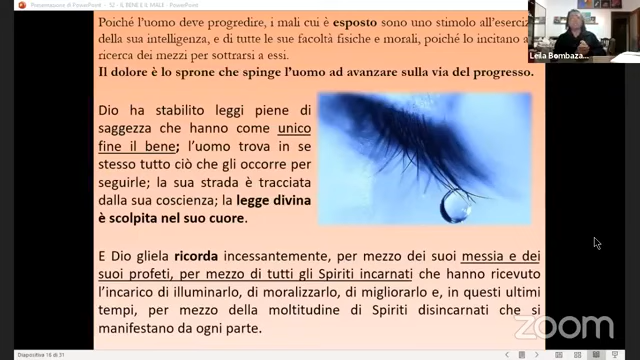 Presentazione di PowerPoint - 12 - IL BENE E IL MALE - PowerPoint
Poiché l'uomo deve progredire, i mali cui è esposto sono uno stimolo all'eserciz
della sua intelligenza, e di tutte le sue facoltà fisiche e morali, poiché lo incitano a
ricerca dei mezzi per sottrarsi a essi.
Il dolore è lo sprone che spinge l'uomo ad avanzare sulla via del progresso.
Leila Bombaza...
Dio ha stabilito leggi piene di
saggezza che hanno come unico
fine il bene; l'uomo trova in se
stesso tutto ciò che gli occorre per
seguirle; la sua strada è tracciata
dalla sua coscienza; la legge divina
è scolpita nel suo cuore.
E Dio gliela ricorda incessantemente, per mezzo dei suoi messia e dei
suoi profeti, per mezzo di tutti gli Spiriti incarnati che hanno ricevuto
l'incarico di illuminarlo, di moralizzarlo, di migliorarlo e, in questi ultimi
tempi, per mezzo della moltitudine di Spiriti disincarnati che si
manifestano da ogni parte.
zoom
Diapositiva 16 di 31